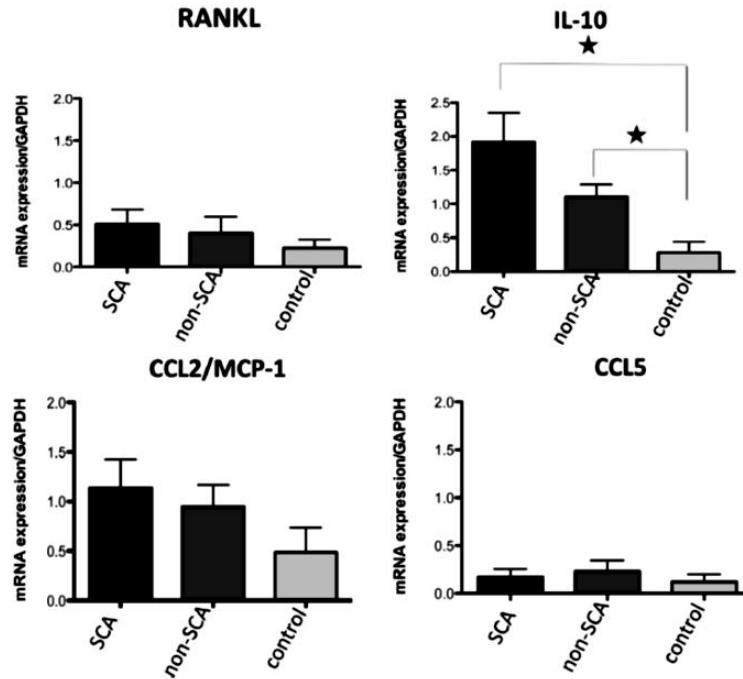 RANKL
mRNA expression/GAPDH
2.0
1.5
1.0
0.5
0.0
SCA
non-SCA
control
IL-10
★
★
mRNA expression/GAPDH
2.5
2.0
1.5
1.0
0.5
0.0
SCA
non-SCA
control
CCL2/MCP-1
mRNA expression/GAPDH
2.0
1.5
1.0
0.5
0.0
SCA
non-SCA
control
CCL5
mRNA expression/GAPDH
2.0
1.5
1.0
0.5
0.0
SCA
non-SCA
control